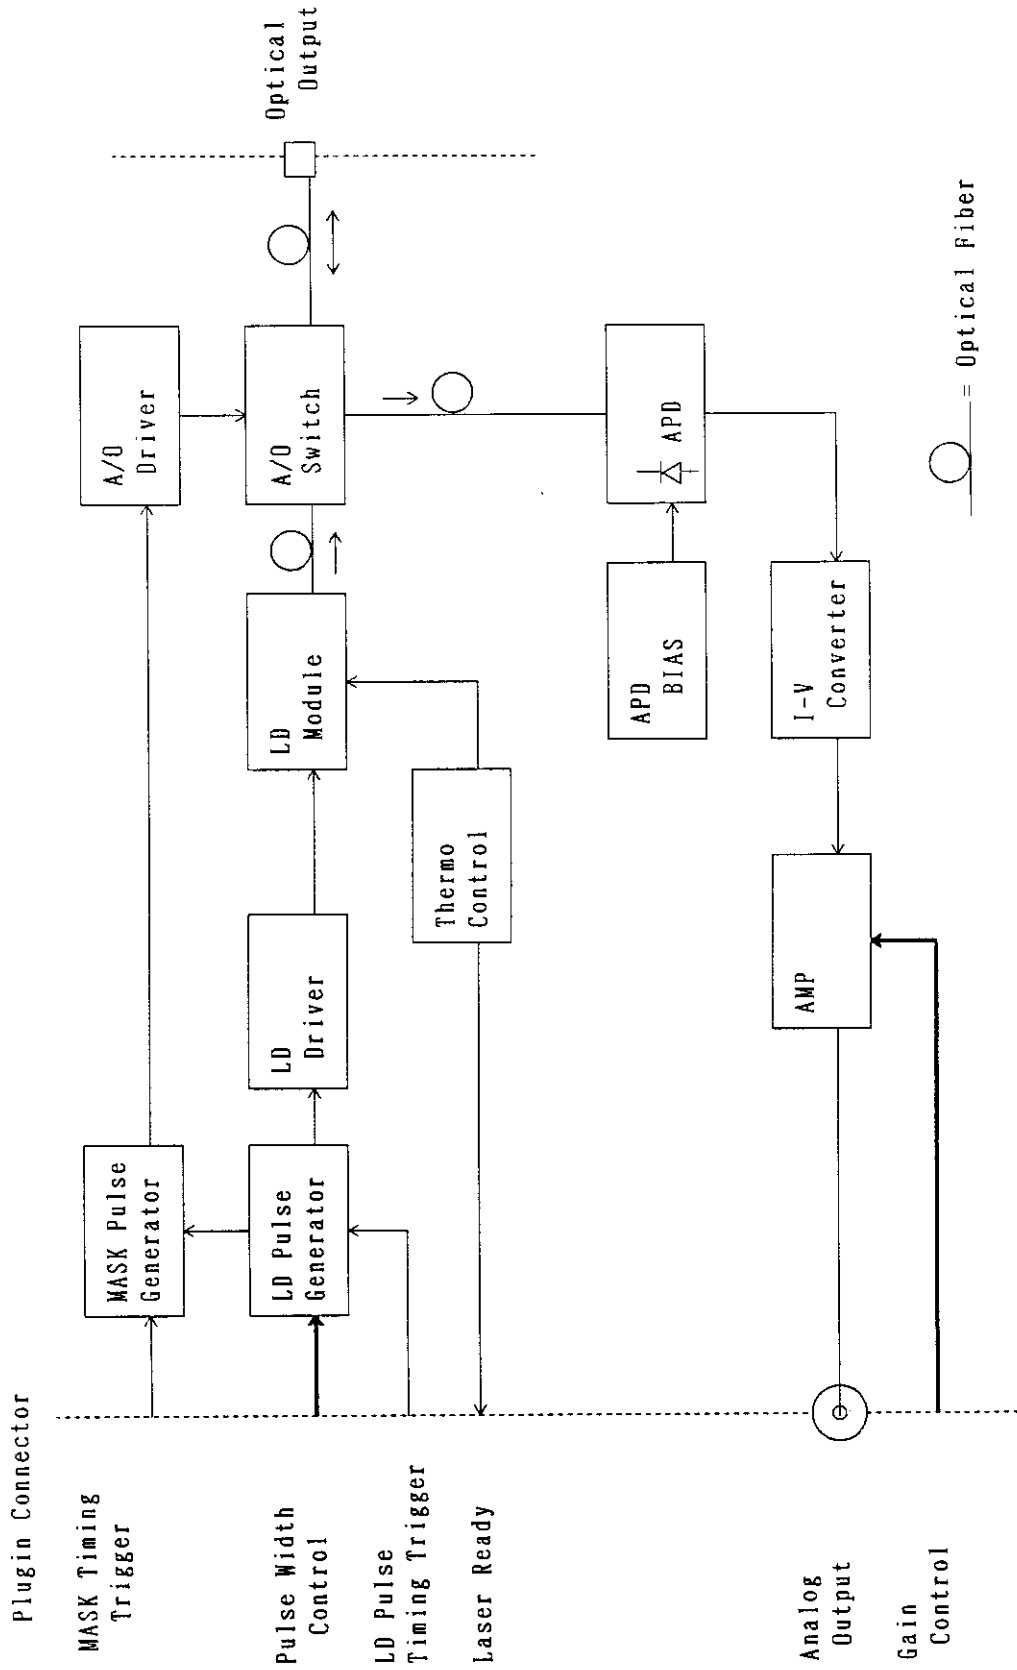 Plugin Connector
MASK Timing
Trigger
Pulse Width
Control
LD Pulse
Timing Trigger
Laser Ready
Analog
Output
Gain
Control
MASK Pulse
Generator
LD Pulse
Generator
LD
Driver
Thermo
Control
LD
Module
A/O
Driver
A/O
Switch
Optical
Output
APD
BIAS
APD
I-V
Converter
AMP
= Optical Fiber